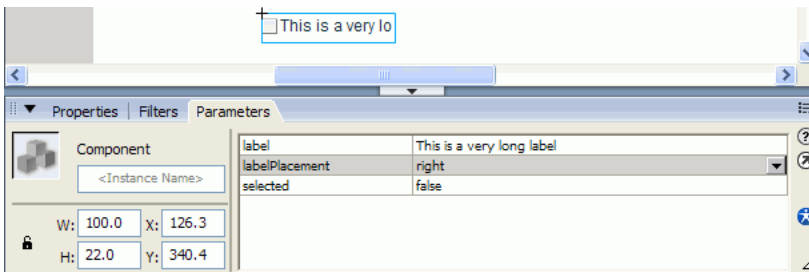 This is a very lo
Properties | Filters Parameters
Component
<Instance Name>
label This is a very long label
labelPlacement right
selected false
W: 100.0 X: 126.3
H: 22.0 Y: 340.4